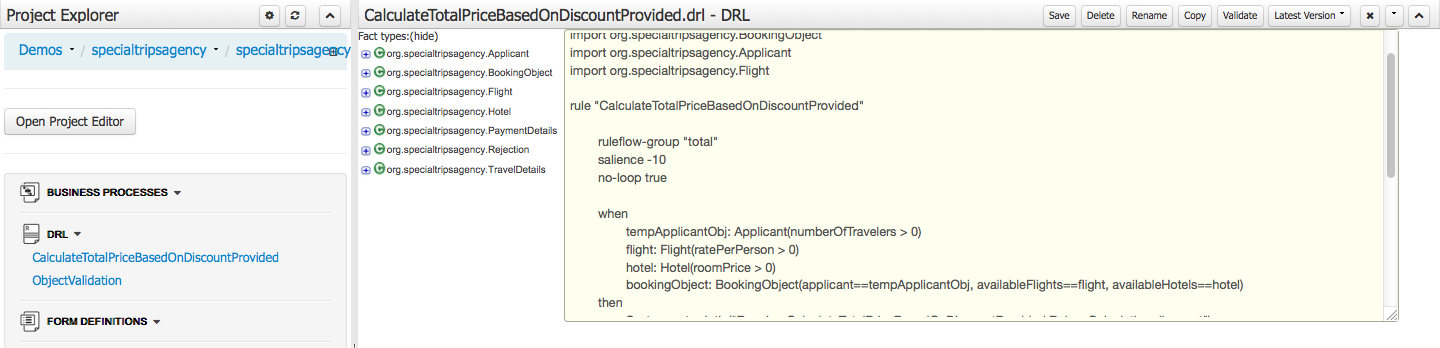 Project Explorer
Demos / specialtripsagency / specialtripsagency
Open Project Editor
BUSINESS PROCESSES
DRL
CalculateTotalPriceBasedOnDiscountProvided
ObjectValidation
FORM DEFINITIONS
CalculateTotalPriceBasedOnDiscountProvided.drl - DRL
Save Delete Rename Copy Validate Latest Version
Fact types:(hide)
org.specialtripsagency.Applicant
org.specialtripsagency.BookingObject
org.specialtripsagency.Flight
org.specialtripsagency.Hotel
org.specialtripsagency.PaymentDetails
org.specialtripsagency.Rejection
org.specialtripsagency.TravelDetails
import org.specialtripsagency.BookingObject
import org.specialtripsagency.Applicant
import org.specialtripsagency.Flight
rule "CalculateTotalPriceBasedOnDiscountProvided"
ruleflow-group "total"
salience -10
no-loop true
when
tempApplicantObj: Applicant(numberOfTravelers > 0)
flight: Flight(ratePerPerson > 0)
hotel: Hotel(roomPrice > 0)
bookingObject: BookingObject(applicant==tempApplicantObj, availableFlights==flight, availableHotels==hotel)
then